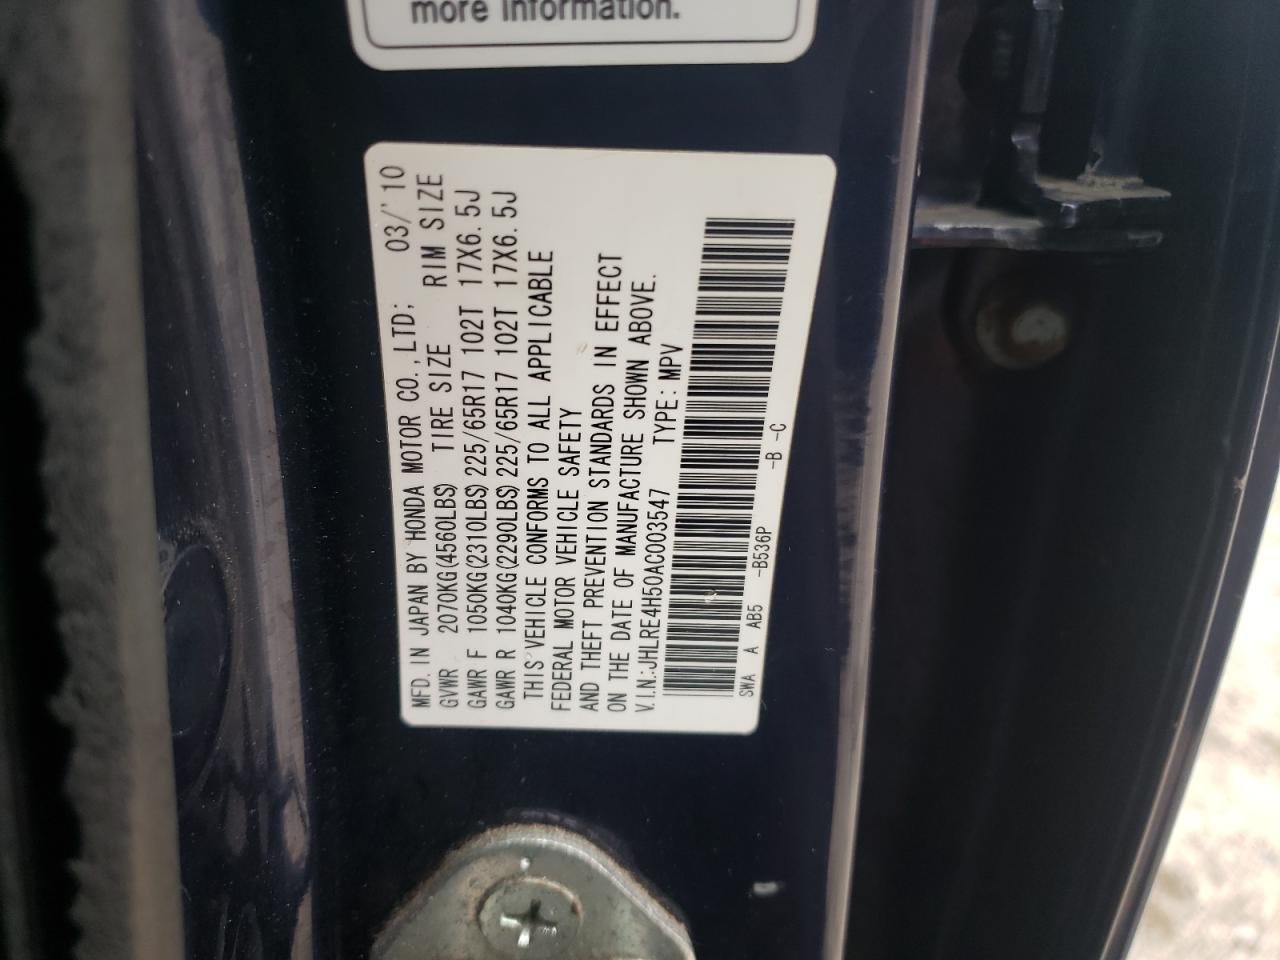 more information.
MFD. IN JAPAN BY HONDA MOTOR CO., LTD; 03/'10
GVWR 2070KG(4560LBS) TIRE SIZE RIM SIZE
GAWR F 1050KG(2310LBS) 225/65R17 102T 17X6.5J
GAWR R 1040KG(2290LBS) 225/65R17 102T 17X6.5J
THIS VEHICLE CONFORMS TO ALL APPLICABLE
FEDERAL MOTOR VEHICLE SAFETY
AND THEFT PREVENTION STANDARDS IN EFFECT
ON THE DATE OF MANUFACTURE SHOWN ABOVE.
V.I.N.:JHLRE4H50AC003547 TYPE: MPV
SWA A AB5 -B536P -B -C